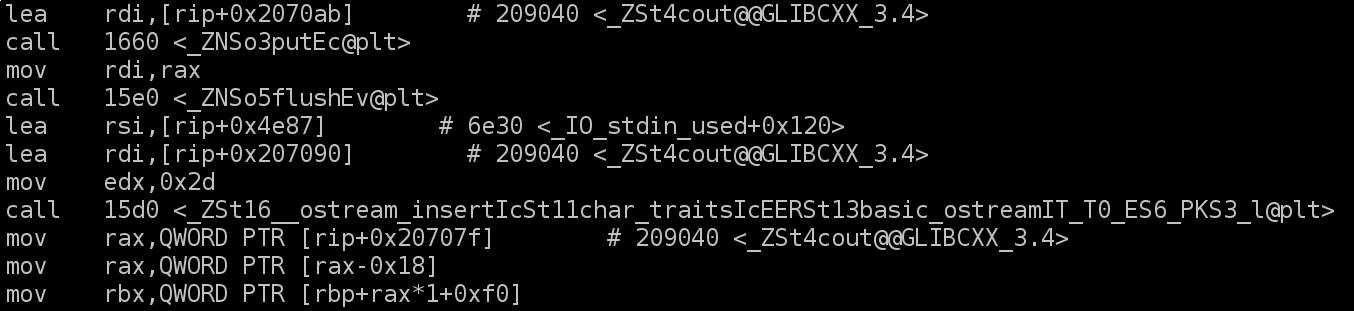 lea    rdi,[rip+0x2070ab]        # 209040 <_ZSt4cout@@GLIBCXX_3.4>
call   1660 <_ZNSo3putEc@plt>
mov    rdi,rax
call   15e0 <_ZNSo5flushEv@plt>
lea    rsi,[rip+0x4e87]        # 6e30 <_IO_stdin_used+0x120>
lea    rdi,[rip+0x207090]        # 209040 <_ZSt4cout@@GLIBCXX_3.4>
mov    edx,0x2d
call   15d0 <_ZSt16__ostream_insertIcSt11char_traitsIcEERSt13basic_ostreamIT_T0_ES6_PKS3_l@plt>
mov    rax,QWORD PTR [rip+0x20707f]        # 209040 <_ZSt4cout@@GLIBCXX_3.4>
mov    rax,QWORD PTR [rax-0x18]
mov    rbx,QWORD PTR [rbp+rax*1+0xf0]